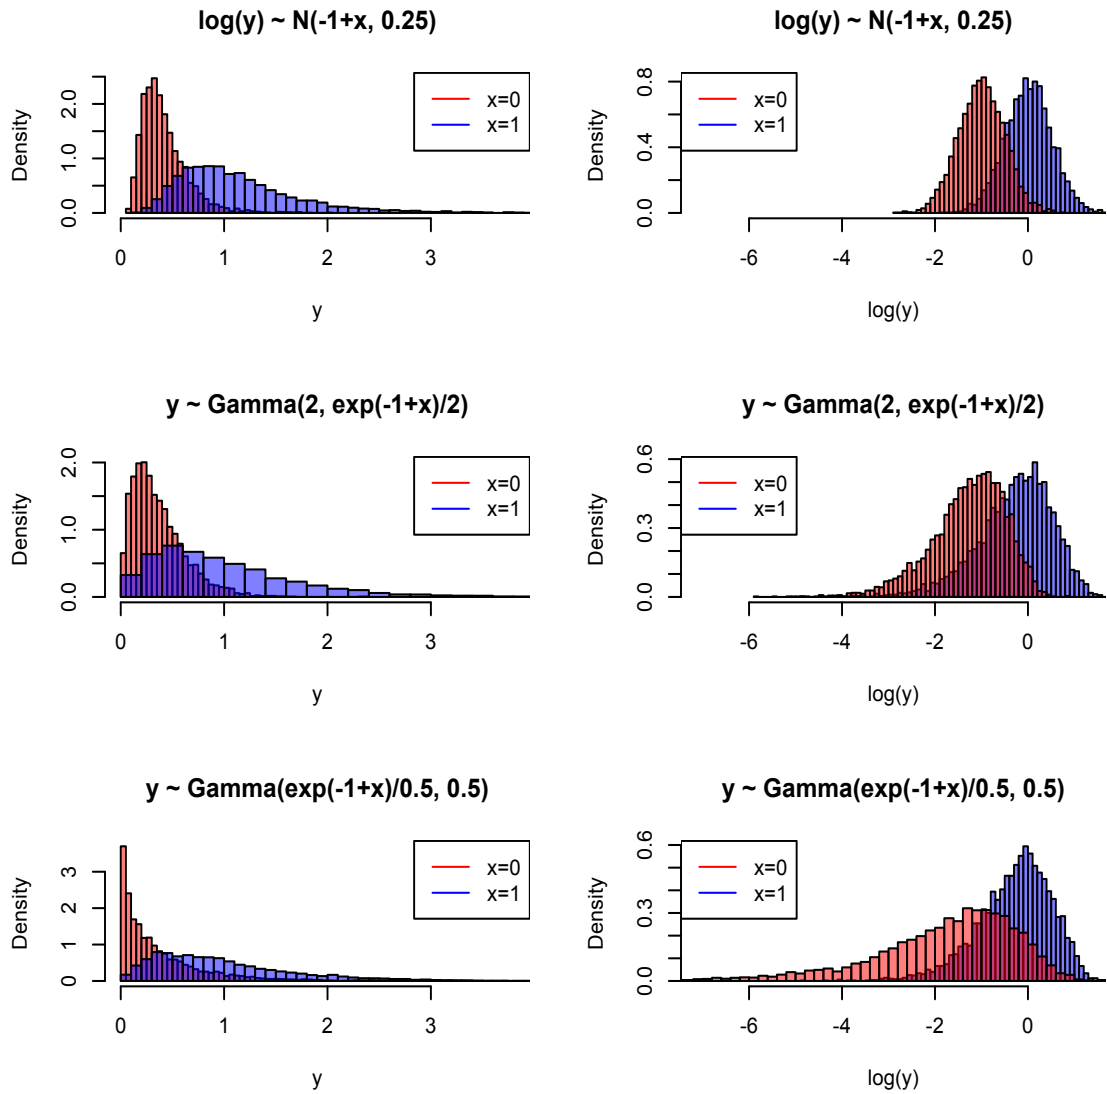 log(y) ~ N(-1+x, 0.25)
Density
0.0 1.0 2.0
x=0
x=1
0 1 2 3
y
log(y) ~ N(-1+x, 0.25)
Density
0.0 0.4 0.8
x=0
x=1
-6 -4 -2 0
log(y)
y ~ Gamma(2, exp(-1+x)/2)
Density
0.0 1.0 2.0
x=0
x=1
0 1 2 3
y
y ~ Gamma(2, exp(-1+x)/2)
Density
0.0 0.3 0.6
x=0
x=1
-6 -4 -2 0
log(y)
y ~ Gamma(exp(-1+x)/0.5, 0.5)
Density
0 1 2 3
x=0
x=1
0 1 2 3
y
y ~ Gamma(exp(-1+x)/0.5, 0.5)
Density
0.0 0.3 0.6
x=0
x=1
-6 -4 -2 0
log(y)